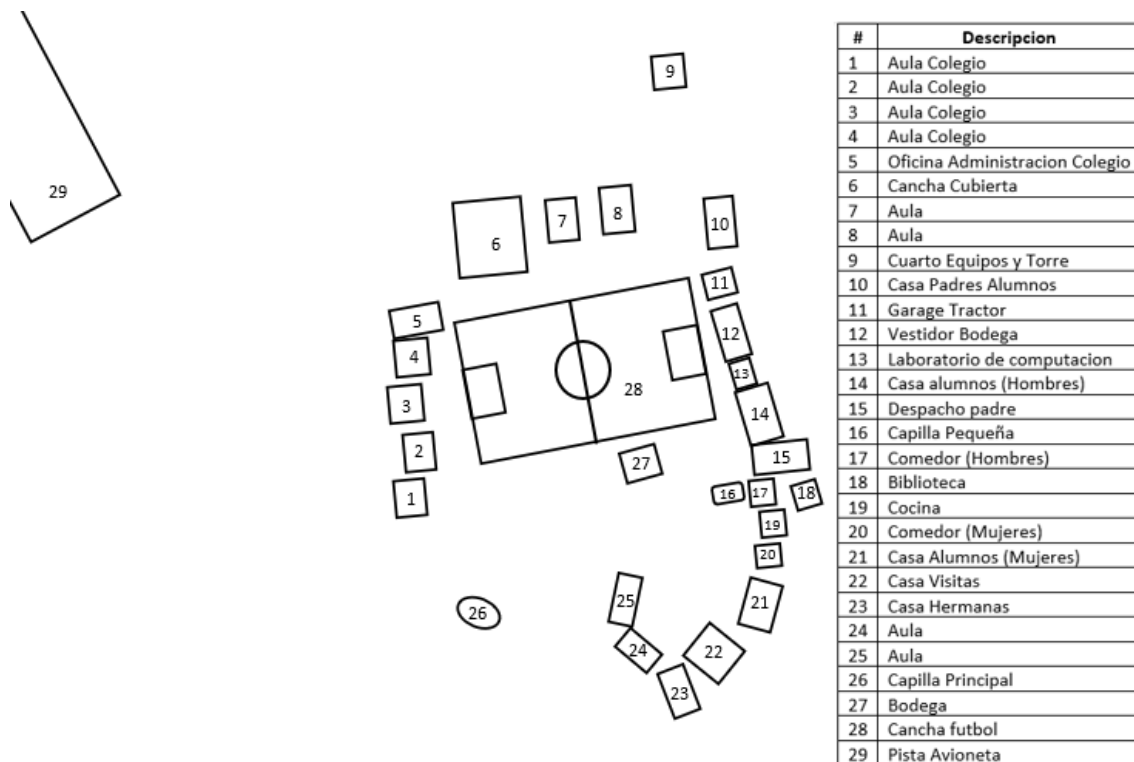 9
29
7
8
6
10
11
5
12
4
13
28
3
14
2
15
27
16
17
18
1
19
20
25
21
26
24
22
23
# Descripcion
1 Aula Colegio
2 Aula Colegio
3 Aula Colegio
4 Aula Colegio
5 Oficina Administracion Colegio
6 Cancha Cubierta
7 Aula
8 Aula
9 Cuarto Equipos y Torre
10 Casa Padres Alumnos
11 Garage Tractor
12 Vestidor Bodega
13 Laboratorio de computacion
14 Casa alumnos (Hombres)
15 Despacho padre
16 Capilla Pequeña
17 Comedor (Hombres)
18 Biblioteca
19 Cocina
20 Comedor (Mujeres)
21 Casa Alumnos (Mujeres)
22 Casa Visitas
23 Casa Hermanas
24 Aula
25 Aula
26 Capilla Principal
27 Bodega
28 Cancha futbol
29 Pista Avioneta